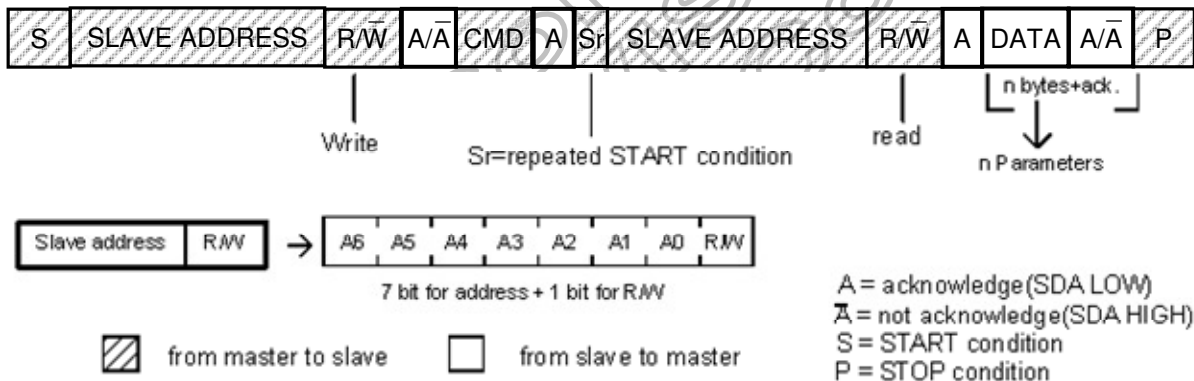 S SLAVE ADDRESS R/W̅ A/A̅ CMD A Sr SLAVE ADDRESS R/W̅ A DATA A/A̅ P
n bytes+ack.
Write
read
Sr=repeated START condition
n Parameters
Slave address R/W → A6 A5 A4 A3 A2 A1 A0 R/W
7 bit for address + 1 bit for R/W
A = acknowledge(SDA LOW)
A̅ = not acknowledge(SDA HIGH)
from master to slave
from slave to master
S = START condition
P = STOP condition